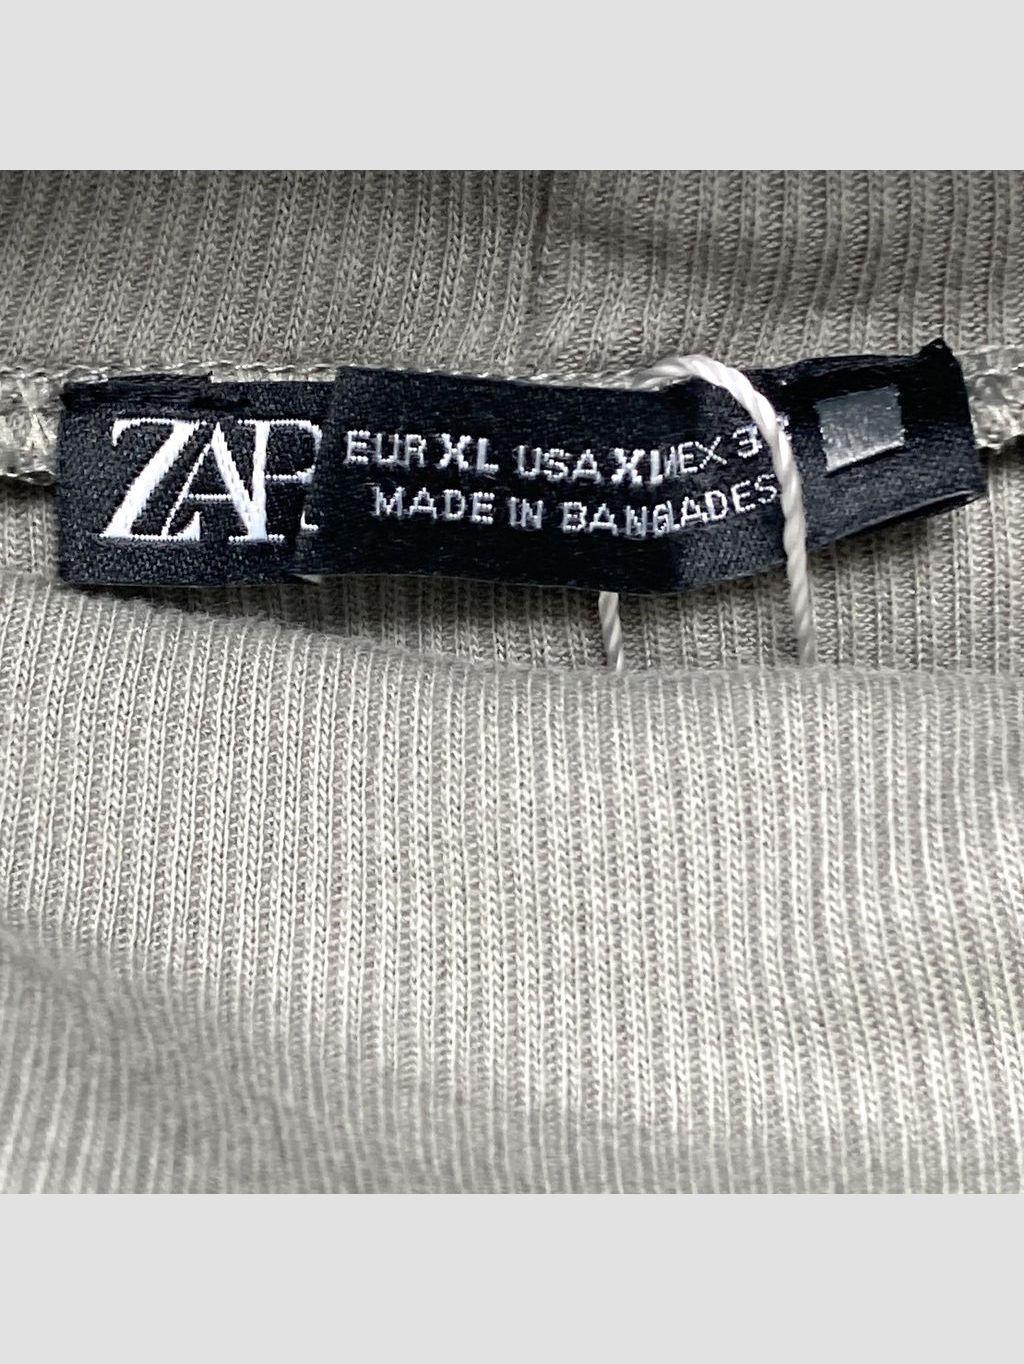 ZAR
EUR XL USA XL MEX 3
MADE IN BANGLADES